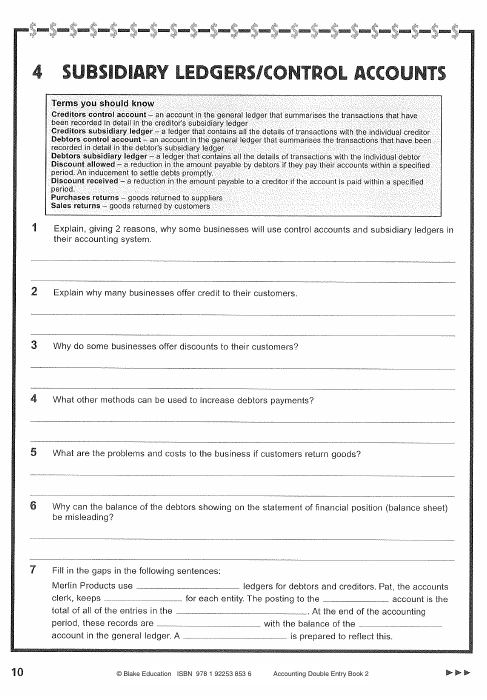 4 SUBSIDIARY LEDGERS/CONTROL ACCOUNTS
Terms you should know
Creditors control account – an account in the general ledger that summarises the transactions that have
been recorded in detail in the creditor's subsidiary ledger
Creditors subsidiary ledger – a ledger that contains all the details of transactions with the individual creditor
Debtors control account – an account in the general ledger that summarises the transactions that have been
recorded in detail in the debtor's subsidiary ledger
Debtors subsidiary ledger – a ledger that contains all the details of transactions with the individual debtor
Discount allowed – a reduction in the amount payable by debtors if they pay their accounts within a specified
period. An inducement to settle debts promptly.
Discount received – a reduction in the amount payable to a creditor if the account is paid within a specified
period.
Purchases returns – goods returned to suppliers
Sales returns – goods returned by customers
1 Explain, giving 2 reasons, why some businesses will use control accounts and subsidiary ledgers in
their accounting system.
2 Explain why many businesses offer credit to their customers.
3 Why do some businesses offer discounts to their customers?
4 What other methods can be used to increase debtors payments?
5 What are the problems and costs to the business if customers return goods?
6 Why can the balance of the debtors showing on the statement of financial position (balance sheet)
be misleading?
7 Fill in the gaps in the following sentences:
Merlin Products use ____ ledgers for debtors and creditors. Pat, the accounts
clerk, keeps ____ for each entity. The posting to the ____ account is the
total of all of the entries in the ____. At the end of the accounting
period, these records are ____ with the balance of the ____
account in the general ledger. A ____ is prepared to reflect this.
10 © Blake Education ISBN 978 1 92253 853 6 Accounting Double Entry Book 2